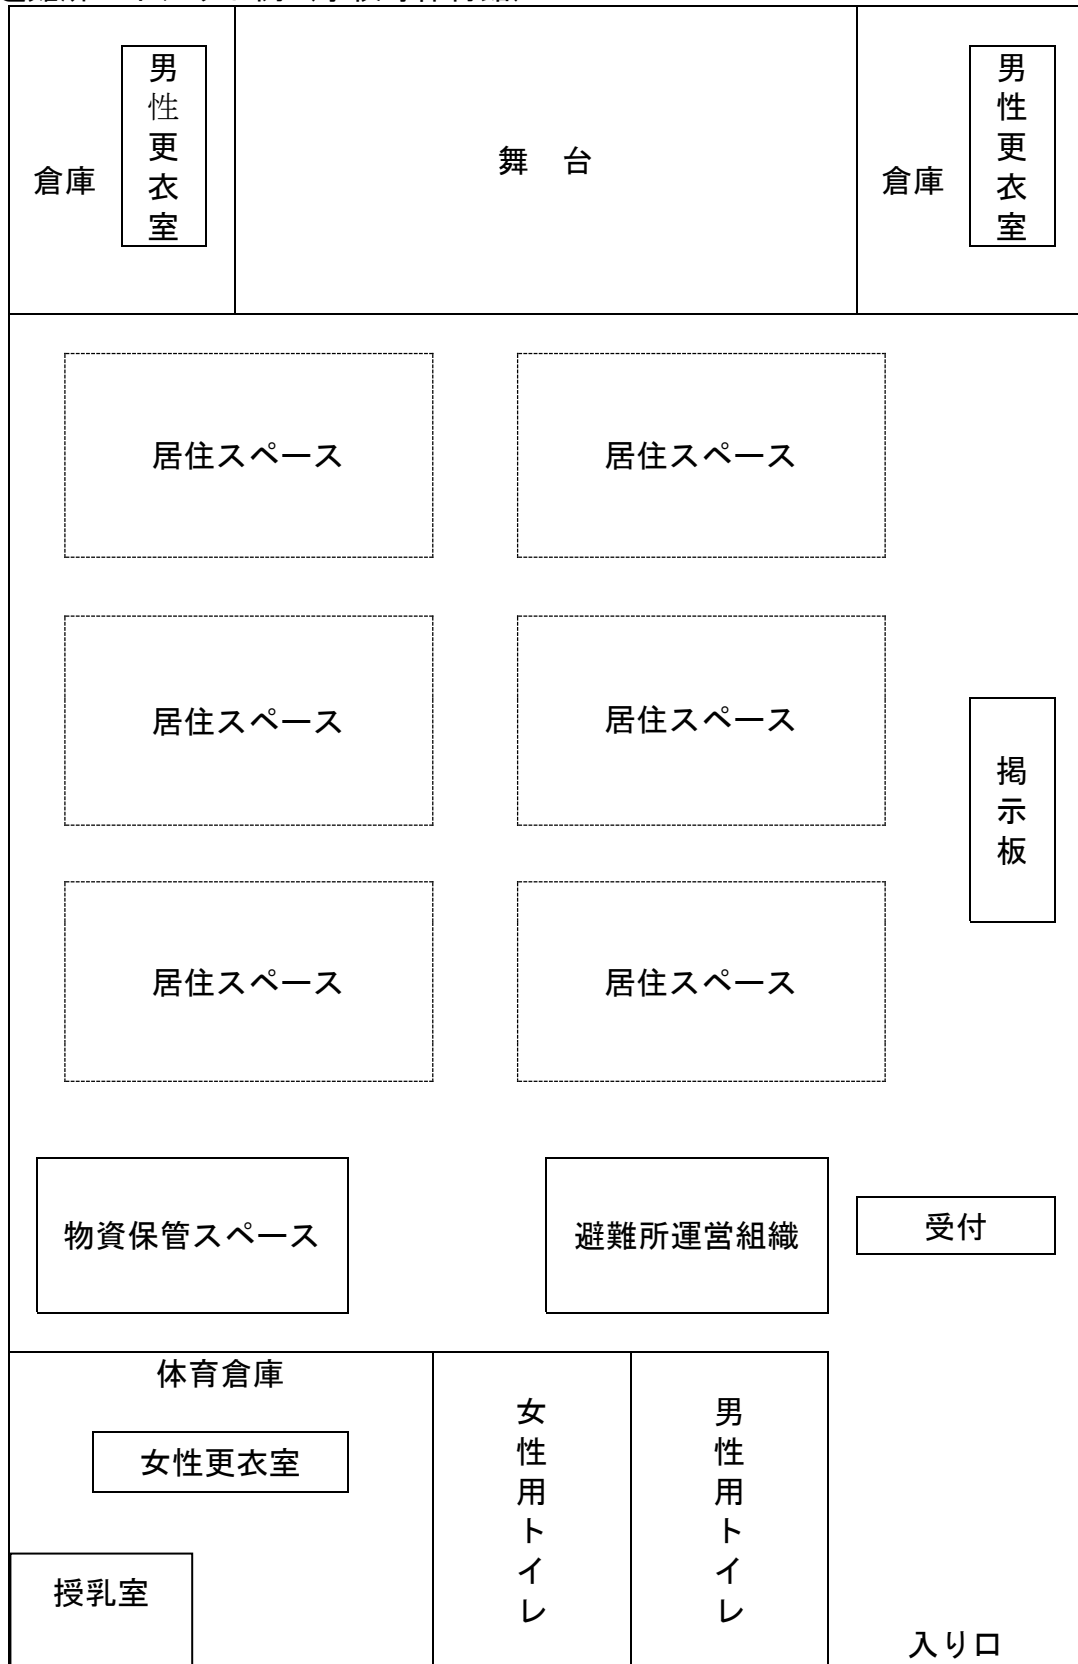 男性更衣室
倉庫
舞　台
倉庫
男性更衣室
居住スペース
居住スペース
居住スペース
居住スペース
掲示板
居住スペース
居住スペース
物資保管スペース
避難所運営組織
受付
体育倉庫
女性更衣室
授乳室
女性用トイレ
男性用トイレ
入り口